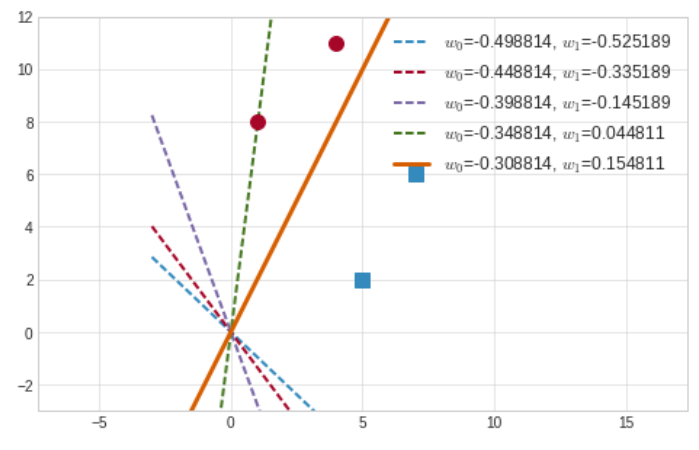 12
10
8
6
4
2
0
−2
−5 0 5 10 15
w₀=-0.498814, w₁=-0.525189
w₀=-0.448814, w₁=-0.335189
w₀=-0.398814, w₁=-0.145189
w₀=-0.348814, w₁=0.044811
w₀=-0.308814, w₁=0.154811